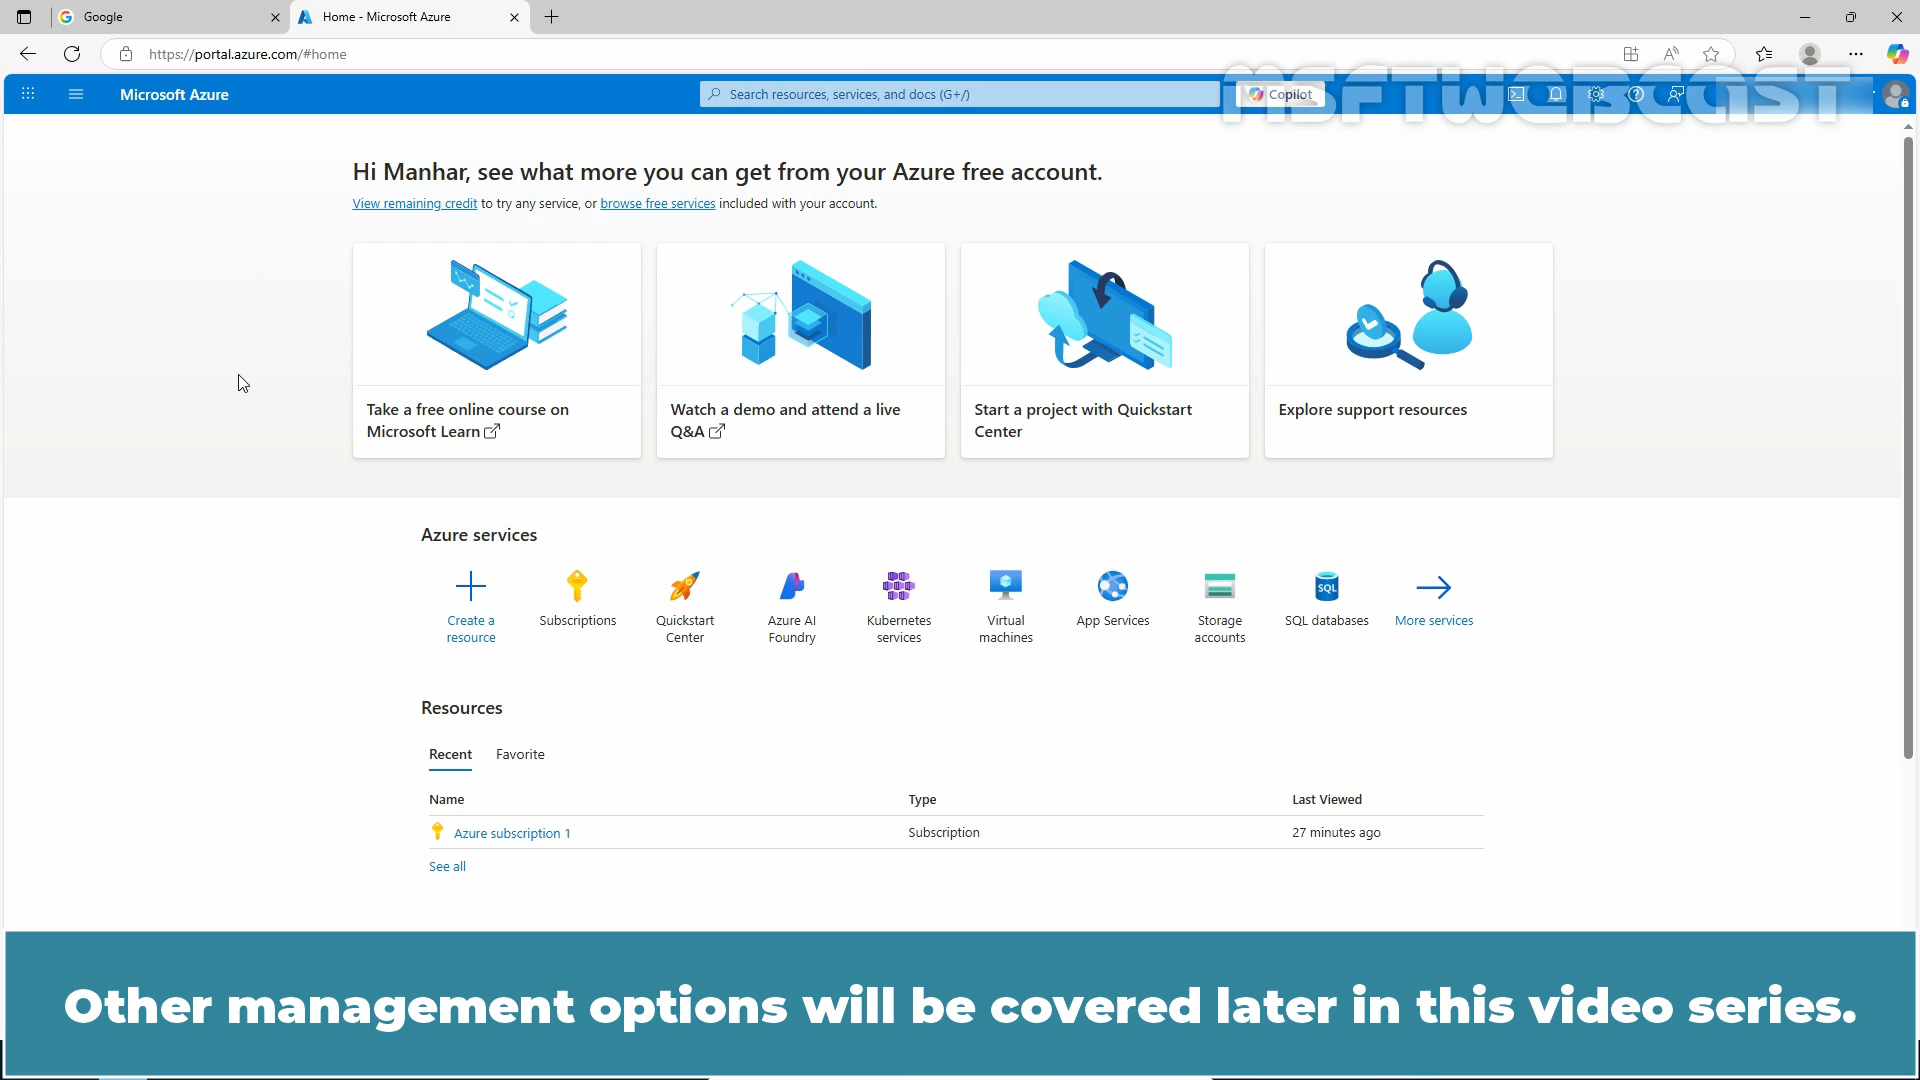 Google
Home - Microsoft Azure
https://portal.azure.com/#home
Microsoft Azure
Search resources, services, and docs (G+/)
Copilot
MSFTWEBCAST
Hi Manhar, see what more you can get from your Azure free account.
View remaining credit to try any service, or browse free services included with your account.
Take a free online course on
Microsoft Learn
Watch a demo and attend a live
Q&A
Start a project with Quickstart
Center
Explore support resources
Azure services
Create a
resource
Subscriptions
Quickstart
Center
Azure AI
Foundry
Kubernetes
services
Virtual
machines
App Services
Storage
accounts
SQL
SQL databases
More services
Resources
Recent Favorite
Name Type Last Viewed
Azure subscription 1 Subscription 27 minutes ago
See all
Other management options will be covered later in this video series.